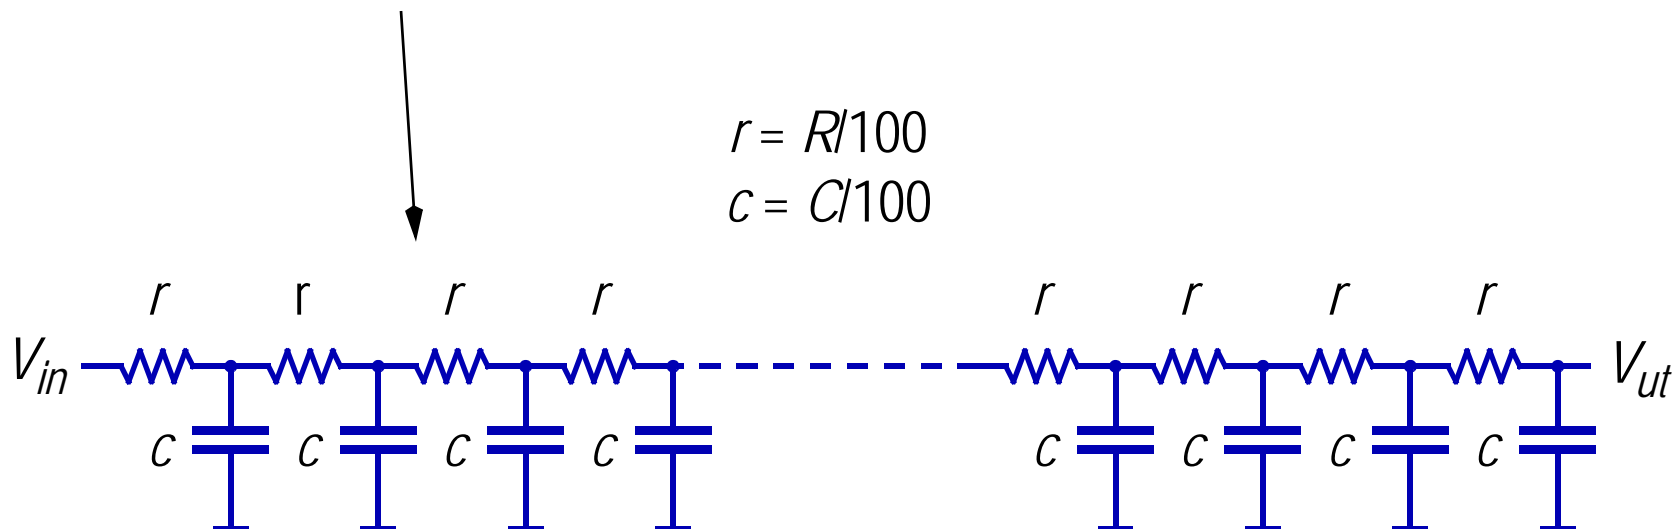 r = R/100
c = C/100
r r r r r r r r
V_in V_ut
c c c c c c c c